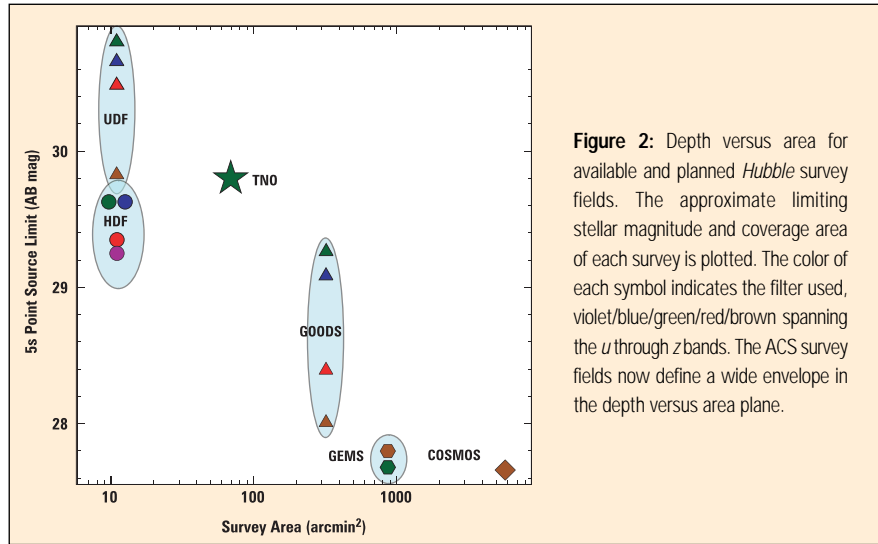 UDF
30
TNO
HDF
5s Point Source Limit (AB mag)
29
GOODS
28
GEMS
COSMOS
10
100
1000
Survey Area (arcmin²)
Figure 2: Depth versus area for
available and planned Hubble survey
fields. The approximate limiting
stellar magnitude and coverage area
of each survey is plotted. The color of
each symbol indicates the filter used,
violet/blue/green/red/brown spanning
the u through z bands. The ACS survey
fields now define a wide envelope in
the depth versus area plane.